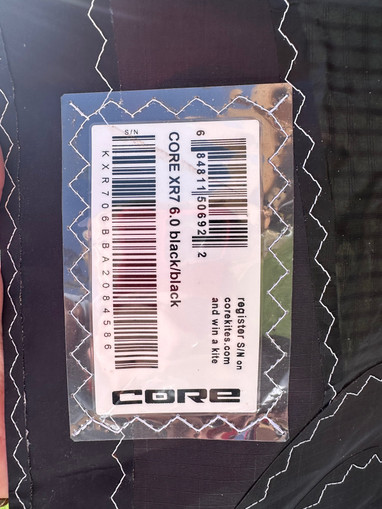 6 84811 50692 2
register S/N on
corekites.com
and win a kite
CORE XR7 6.0 black/black
S/N
KXR706BBA2084586
CORE